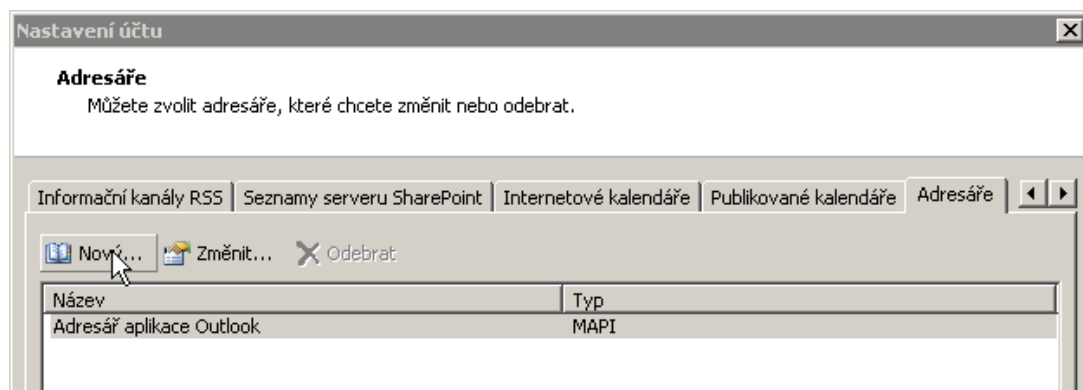 Nastavení účtu
Adresáře
Můžete zvolit adresáře, které chcete změnit nebo odebrat.
Informační kanály RSS Seznamy serveru SharePoint Internetové kalendáře Publikované kalendáře Adresáře
Nový... Změnit... Odebrat
Název Typ
Adresář aplikace Outlook MAPI